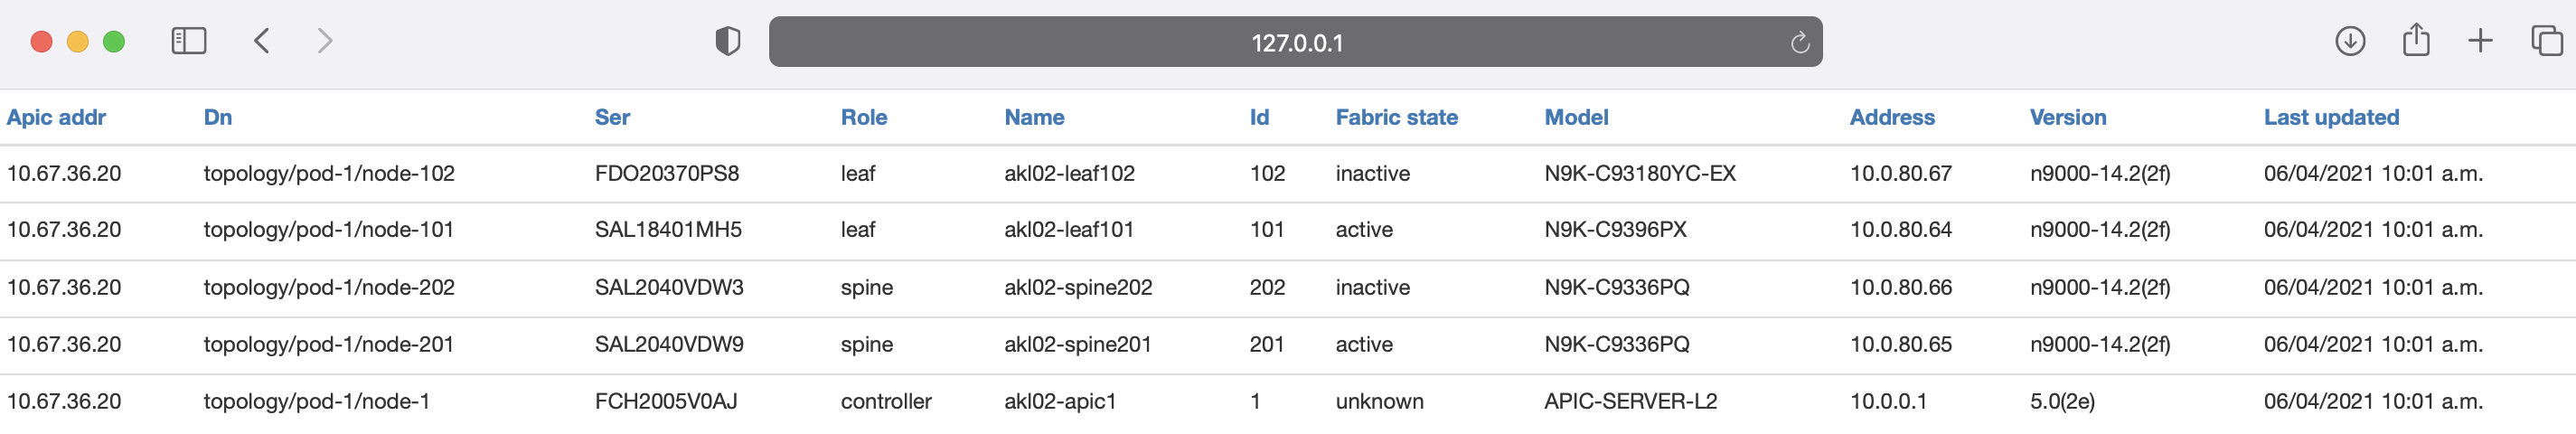 127.0.0.1
Apic addr Dn Ser Role Name Id Fabric state Model Address Version Last updated
10.67.36.20 topology/pod-1/node-102 FDO20370PS8 leaf akl02-leaf102 102 inactive N9K-C93180YC-EX 10.0.80.67 n9000-14.2(2f) 06/04/2021 10:01 a.m.
10.67.36.20 topology/pod-1/node-101 SAL18401MH5 leaf akl02-leaf101 101 active N9K-C9396PX 10.0.80.64 n9000-14.2(2f) 06/04/2021 10:01 a.m.
10.67.36.20 topology/pod-1/node-202 SAL2040VDW3 spine akl02-spine202 202 inactive N9K-C9336PQ 10.0.80.66 n9000-14.2(2f) 06/04/2021 10:01 a.m.
10.67.36.20 topology/pod-1/node-201 SAL2040VDW9 spine akl02-spine201 201 active N9K-C9336PQ 10.0.80.65 n9000-14.2(2f) 06/04/2021 10:01 a.m.
10.67.36.20 topology/pod-1/node-1 FCH2005V0AJ controller akl02-apic1 1 unknown APIC-SERVER-L2 10.0.0.1 5.0(2e) 06/04/2021 10:01 a.m.